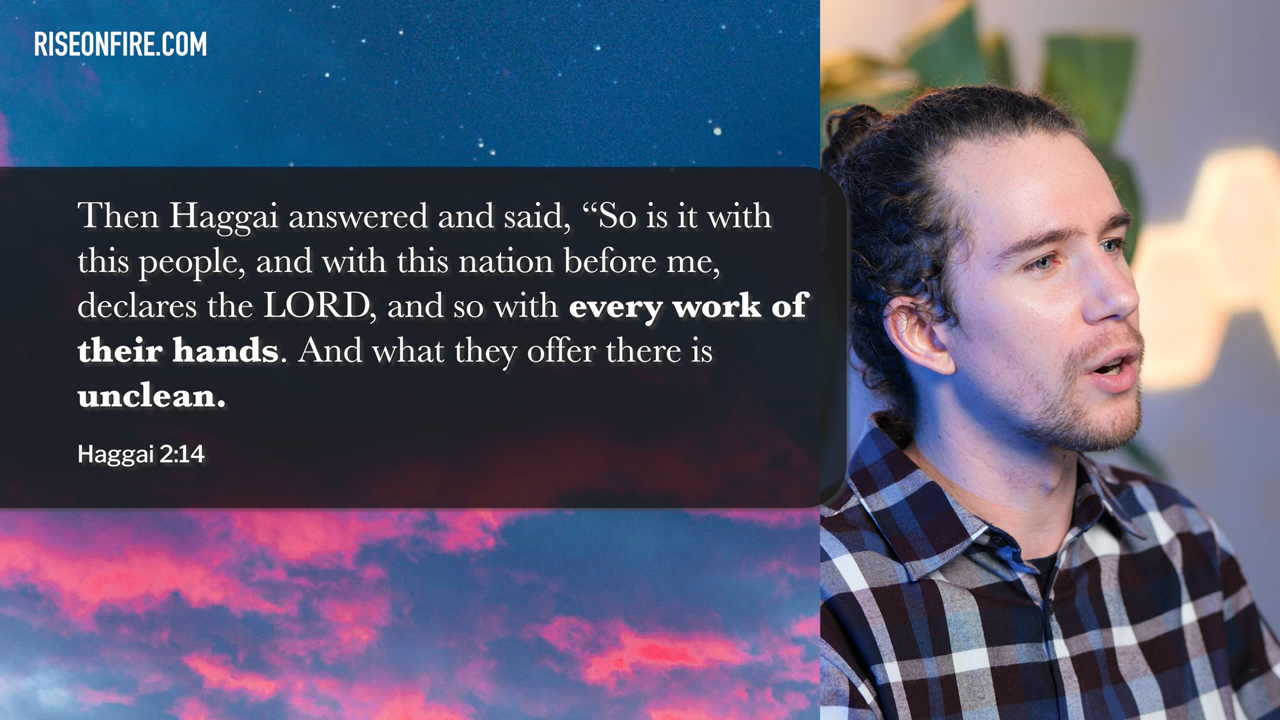 RISEONFIRE.COM
Then Haggai answered and said, “So is it with
this people, and with this nation before me,
declares the LORD, and so with every work of
their hands. And what they offer there is
unclean.
Haggai 2:14